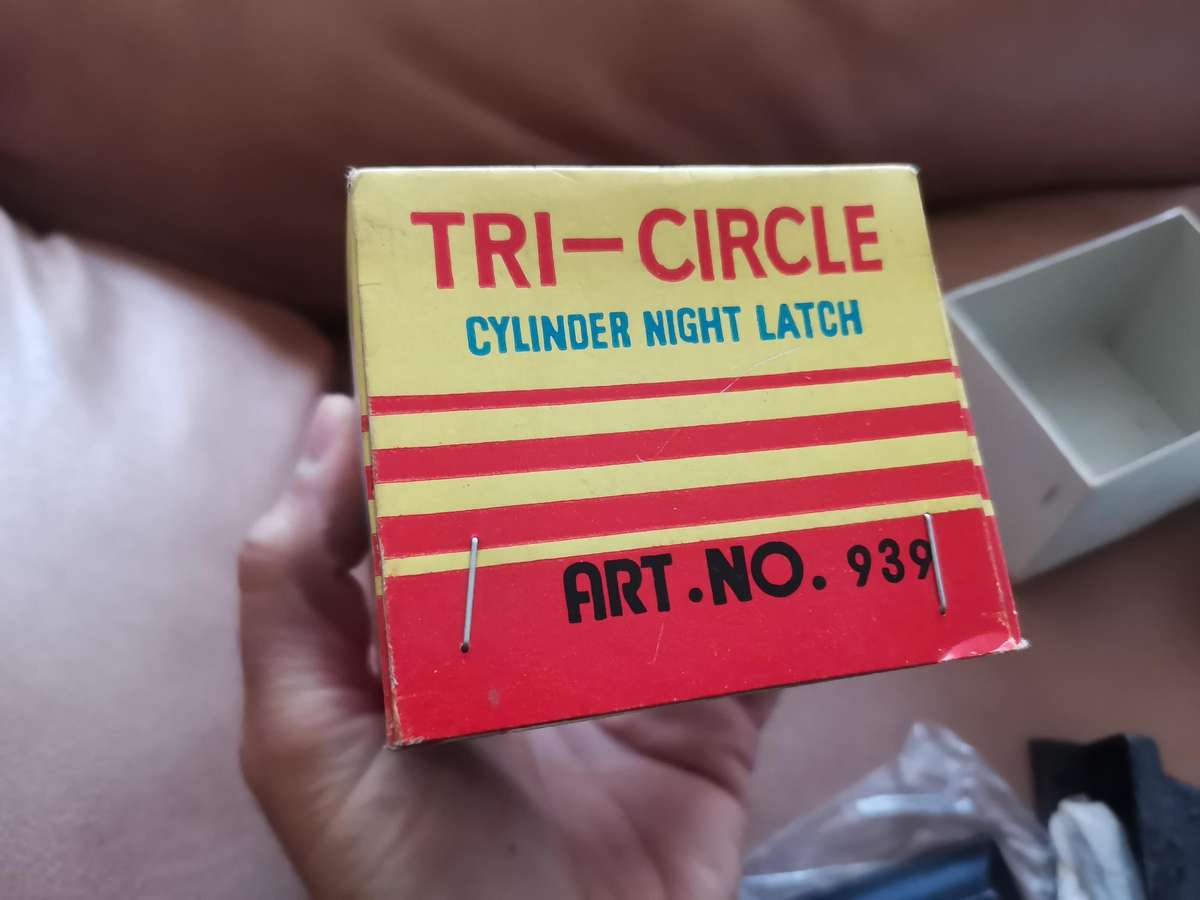 TRI-CIRCLE
CYLINDER NIGHT LATCH
ART.NO. 939